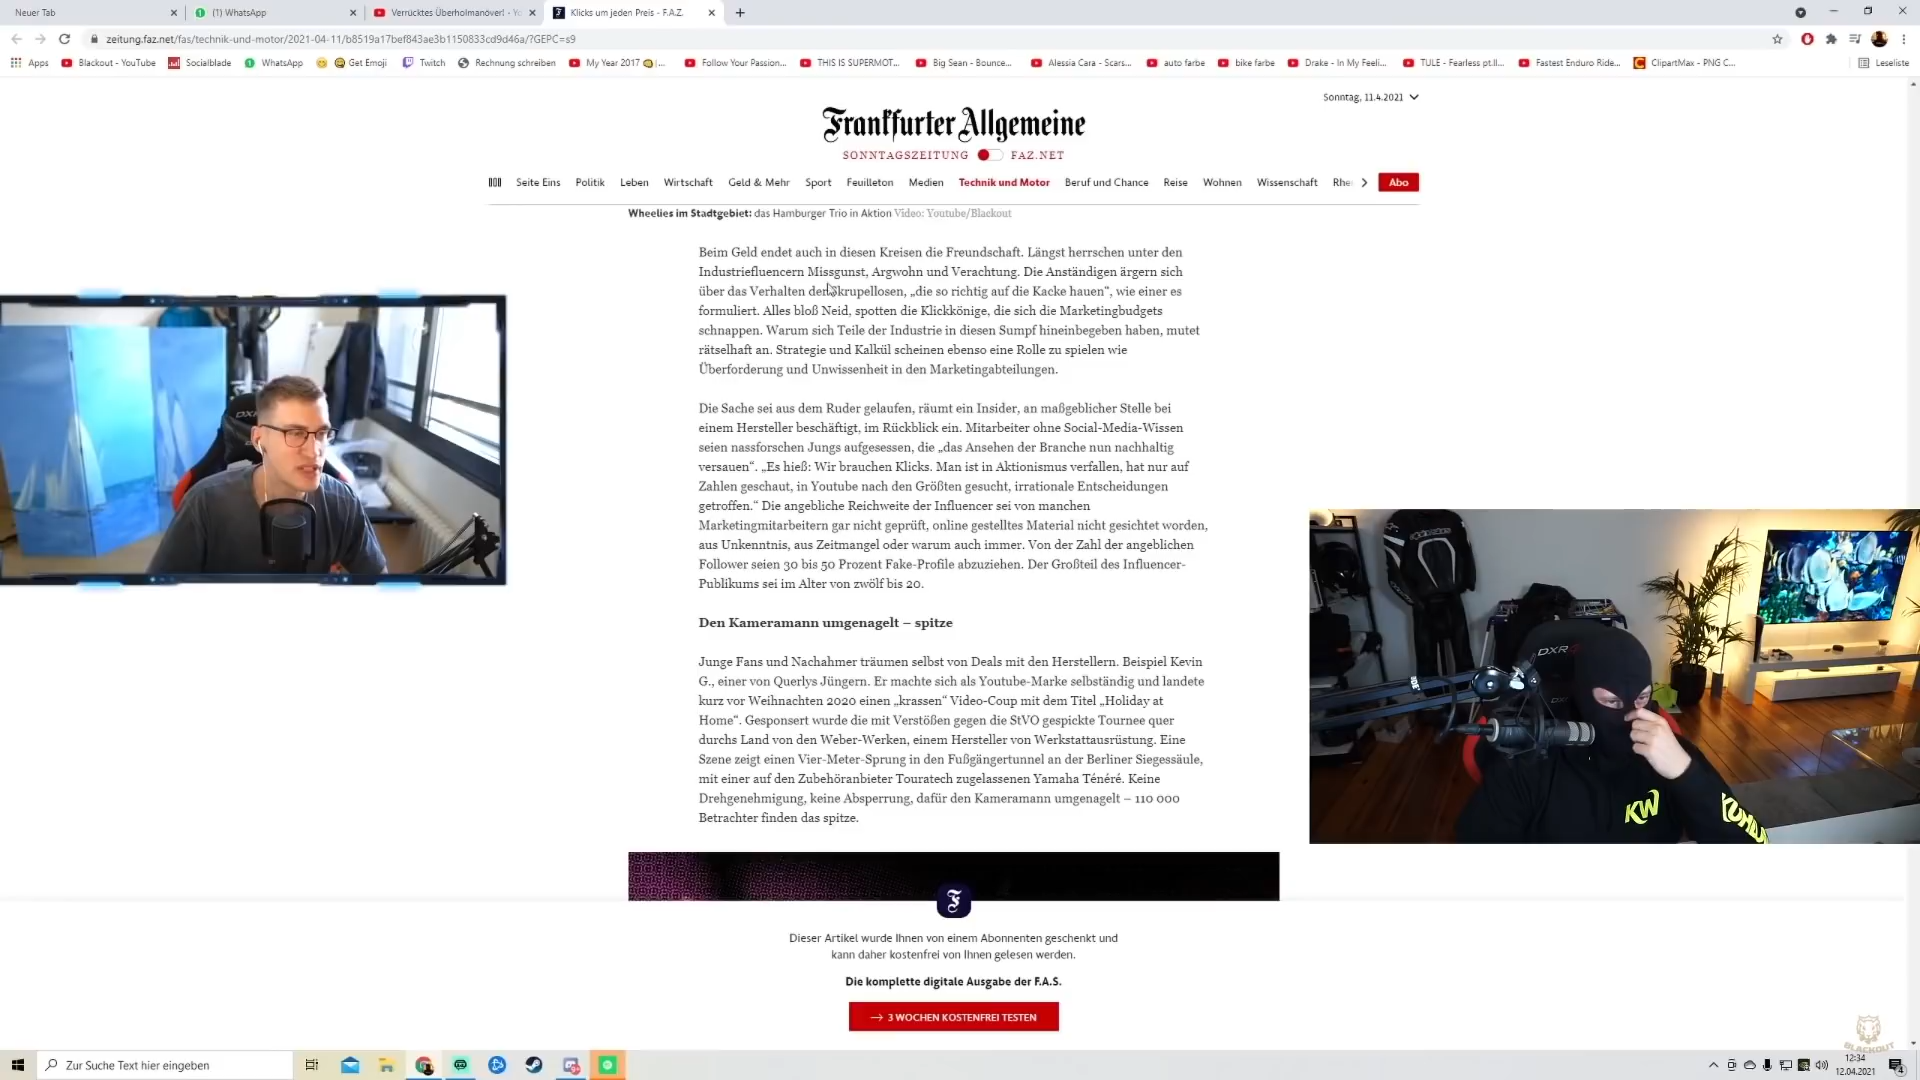 Neuer Tab
(1) WhatsApp
Verrücktes Überholmanöver! - Yo
Klicks um jeden Preis - F.A.Z.
zeitung.faz.net/fas/technik-und-motor/2021-04-11/b8519a17bef843ae3b1150833cd9d46a/?GEPC=s9
Apps
Blackout - YouTube
Socialblade
WhatsApp
Get Emoji
Twitch
Rechnung schreiben
My Year 2017 |...
Follow Your Passion...
THIS IS SUPERMOT...
Big Sean - Bounce...
Alessia Cara - Scars...
auto farbe
bike farbe
Drake - In My Feeli...
TULE - Fearless pt.II...
Fastest Enduro Ride...
ClipartMax - PNG C...
Leseliste
Sonntag, 11.4.2021
Frankfurter Allgemeine
SONNTAGSZEITUNG FAZ.NET
Seite Eins Politik Leben Wirtschaft Geld & Mehr Sport Feuilleton Medien Technik und Motor Beruf und Chance Reise Wohnen Wissenschaft Rhe Abo
Wheelies im Stadtgebiet: das Hamburger Trio in Aktion Video: Youtube/Blackout
Beim Geld endet auch in diesen Kreisen die Freundschaft. Längst herrschen unter den
Industriefluencern Missgunst, Argwohn und Verachtung. Die Anständigen ärgern sich
über das Verhalten der Skrupellosen, „die so richtig auf die Kacke hauen“, wie einer es
formuliert. Alles bloß Neid, spotten die Klickkönige, die sich die Marketingbudgets
schnappen. Warum sich Teile der Industrie in diesen Sumpf hineinbegeben haben, mutet
rätselhaft an. Strategie und Kalkül scheinen ebenso eine Rolle zu spielen wie
Überforderung und Unwissenheit in den Marketingabteilungen.
Die Sache sei aus dem Ruder gelaufen, räumt ein Insider, an maßgeblicher Stelle bei
einem Hersteller beschäftigt, im Rückblick ein. Mitarbeiter ohne Social-Media-Wissen
seien nassforschen Jungs aufgesessen, die „das Ansehen der Branche nun nachhaltig
versauen“. „Es hieß: Wir brauchen Klicks. Man ist in Aktionismus verfallen, hat nur auf
Zahlen geschaut, in Youtube nach den Größten gesucht, irrationale Entscheidungen
getroffen.“ Die angebliche Reichweite der Influencer sei von manchen
Marketingmitarbeitern gar nicht geprüft, online gestelltes Material nicht gesichtet worden,
aus Unkenntnis, aus Zeitmangel oder warum auch immer. Von der Zahl der angeblichen
Follower seien 30 bis 50 Prozent Fake-Profile abzuziehen. Der Großteil des Influencer-
Publikums sei im Alter von zwölf bis 20.
Den Kameramann umgenagelt – spitze
Junge Fans und Nachahmer träumen selbst von Deals mit den Herstellern. Beispiel Kevin
G., einer von Querlys Jüngern. Er machte sich als Youtube-Marke selbständig und landete
kurz vor Weihnachten 2020 einen „krassen“ Video-Coup mit dem Titel „Holiday at
Home“. Gesponsert wurde die mit Verstößen gegen die StVO gespickte Tournee quer
durchs Land von den Weber-Werken, einem Hersteller von Werkstattausrüstung. Eine
Szene zeigt einen Vier-Meter-Sprung in den Fußgängertunnel an der Berliner Siegessäule,
mit einer auf den Zubehöranbieter Touratech zugelassenen Yamaha Ténéré. Keine
Drehgenehmigung, keine Absperrung, dafür den Kameramann umgenagelt – 110 000
Betrachter finden das spitze.
DXR
KW
Dieser Artikel wurde Ihnen von einem Abonnenten geschenkt und
kann daher kostenfrei von Ihnen gelesen werden.
Die komplette digitale Ausgabe der F.A.S.
3 WOCHEN KOSTENFREI TESTEN
BLACKOUT
Zur Suche Text hier eingeben
12:34
12.04.2021
4